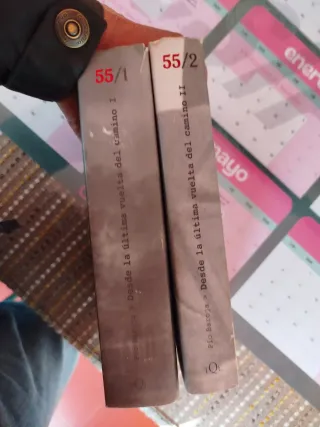 55/1
Desde la última vuelta del camino I
55/2
Pío Baroja • Desde la última vuelta del camino II
enero
mayo